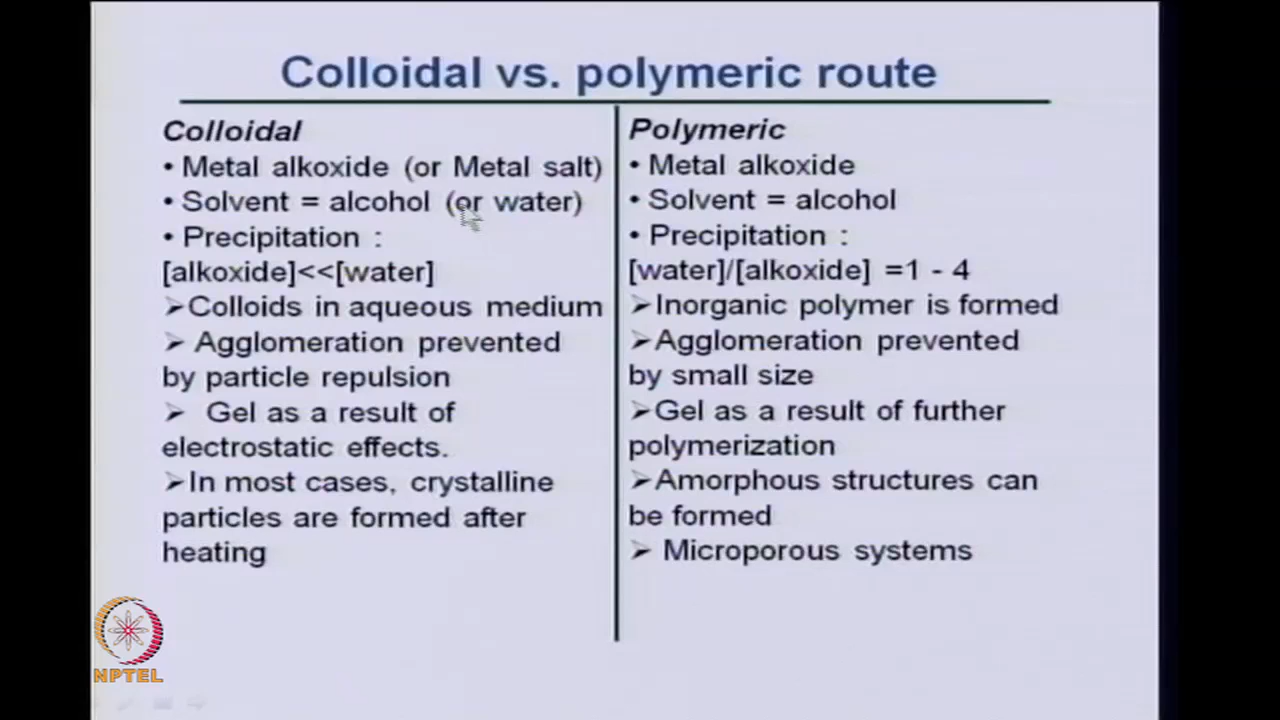 Colloidal vs. polymeric route
Colloidal
• Metal alkoxide (or Metal salt)
• Solvent = alcohol (or water)
• Precipitation :
[alkoxide]<<[water]
➢Colloids in aqueous medium
➢ Agglomeration prevented
by particle repulsion
➢ Gel as a result of
electrostatic effects.
➢In most cases, crystalline
particles are formed after
heating
Polymeric
• Metal alkoxide
• Solvent = alcohol
• Precipitation :
[water]/[alkoxide] =1 - 4
➢Inorganic polymer is formed
➢Agglomeration prevented
by small size
➢Gel as a result of further
polymerization
➢Amorphous structures can
be formed
➢ Microporous systems
NPTEL